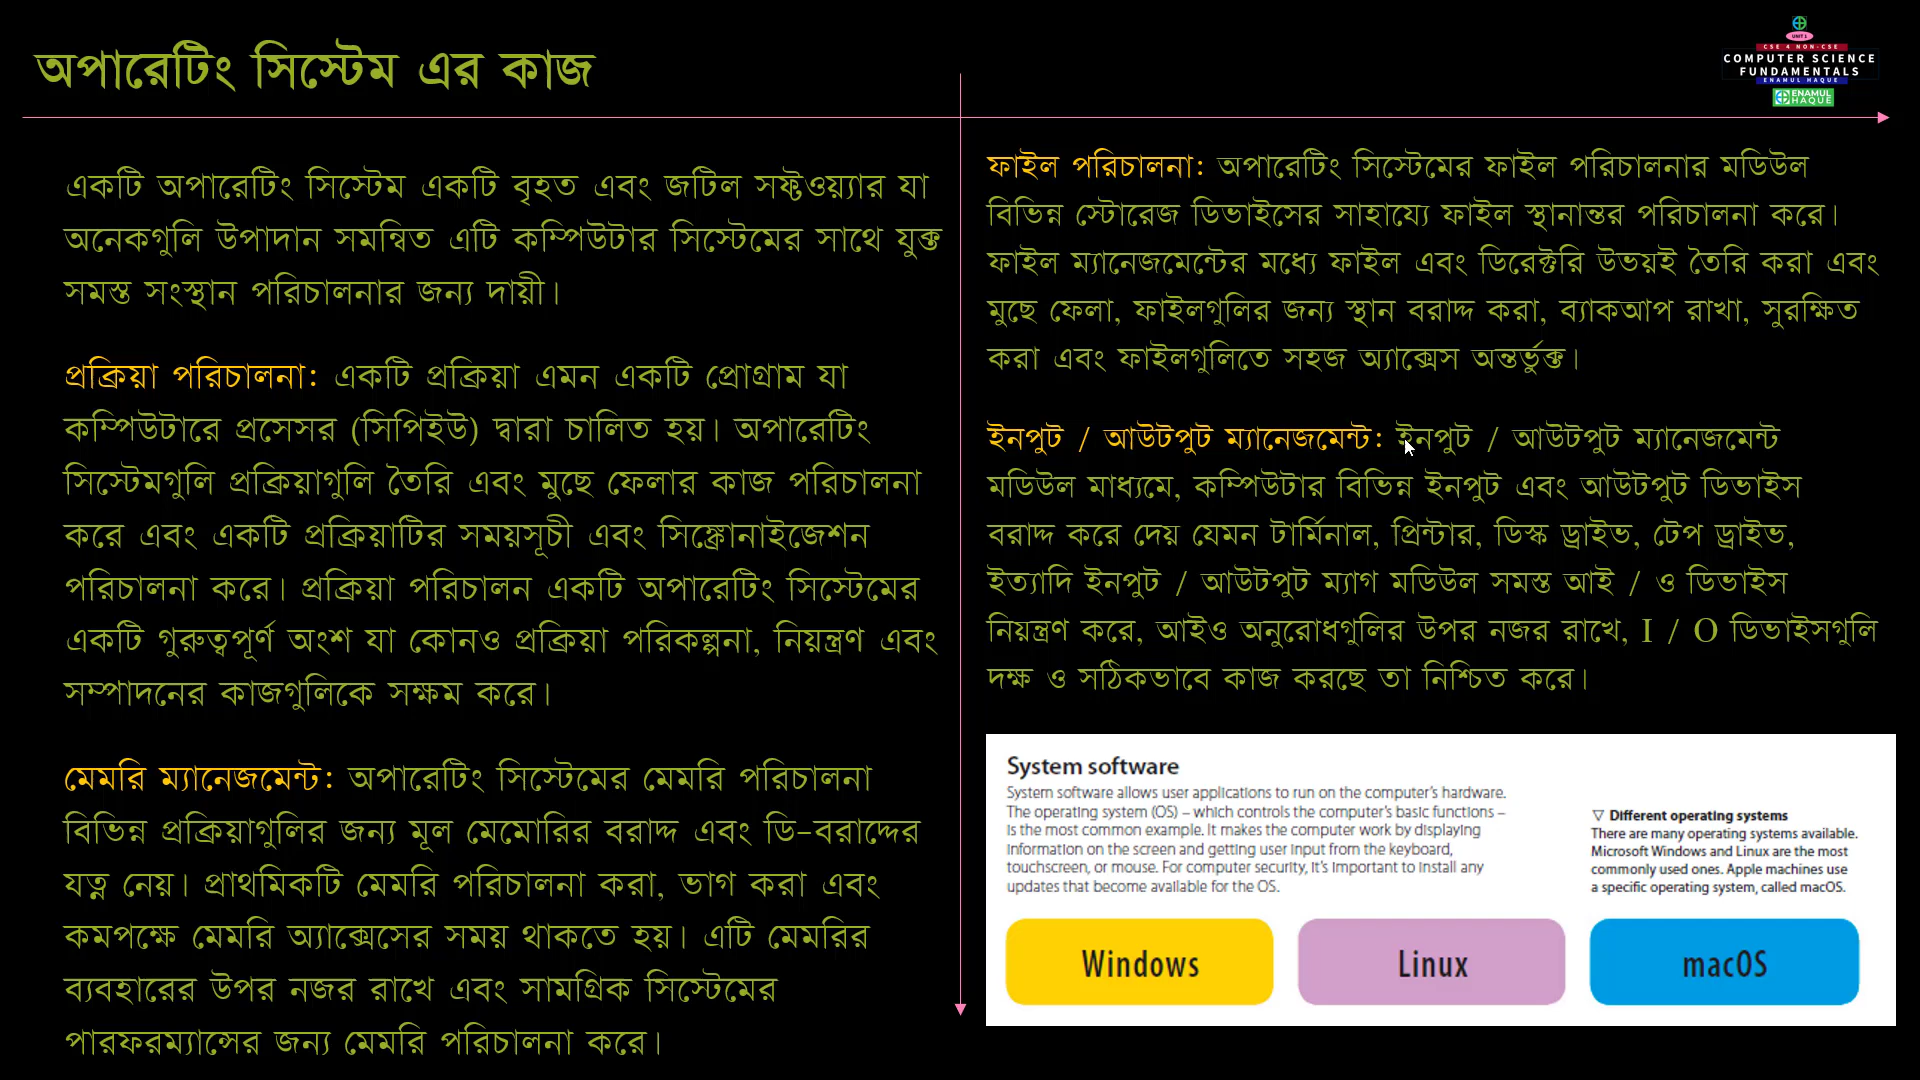 অপারেটিং সিস্টেম এর কাজ
UNIT 1
CSE 4 NON-CSE
COMPUTER SCIENCE
FUNDAMENTALS
ENAMUL HAQUE
ENAMUL
HAQUE
একটি অপারেটিং সিস্টেম একটি বৃহত এবং জটিল সফ্টওয়্যার যা
অনেকগুলি উপাদান সমন্বিত এটি কম্পিউটার সিস্টেমের সাথে যুক্ত
সমস্ত সংস্থান পরিচালনার জন্য দায়ী।
প্রক্রিয়া পরিচালনা: একটি প্রক্রিয়া এমন একটি প্রোগ্রাম যা
কম্পিউটারে প্রসেসর (সিপিইউ) দ্বারা চালিত হয়। অপারেটিং
সিস্টেমগুলি প্রক্রিয়াগুলি তৈরি এবং মুছে ফেলার কাজ পরিচালনা
করে এবং একটি প্রক্রিয়াটির সময়সূচী এবং সিঙ্ক্রোনাইজেশন
পরিচালনা করে। প্রক্রিয়া পরিচালন একটি অপারেটিং সিস্টেমের
একটি গুরুত্বপূর্ণ অংশ যা কোনও প্রক্রিয়া পরিকল্পনা, নিয়ন্ত্রণ এবং
সম্পাদনের কাজগুলিকে সক্ষম করে।
মেমরি ম্যানেজমেন্ট: অপারেটিং সিস্টেমের মেমরি পরিচালনা
বিভিন্ন প্রক্রিয়াগুলির জন্য মূল মেমোরির বরাদ্দ এবং ডি-বরাদ্দের
যত্ন নেয়। প্রাথমিকটি মেমরি পরিচালনা করা, ভাগ করা এবং
কমপক্ষে মেমরি অ্যাক্সেসের সময় থাকতে হয়। এটি মেমরির
ব্যবহারের উপর নজর রাখে এবং সামগ্রিক সিস্টেমের
পারফরম্যান্সের জন্য মেমরি পরিচালনা করে।
ফাইল পরিচালনা: অপারেটিং সিস্টেমের ফাইল পরিচালনার মডিউল
বিভিন্ন স্টোরেজ ডিভাইসের সাহায্যে ফাইল স্থানান্তর পরিচালনা করে।
ফাইল ম্যানেজমেন্টের মধ্যে ফাইল এবং ডিরেক্টরি উভয়ই তৈরি করা এবং
মুছে ফেলা, ফাইলগুলির জন্য স্থান বরাদ্দ করা, ব্যাকআপ রাখা, সুরক্ষিত
করা এবং ফাইলগুলিতে সহজ অ্যাক্সেস অন্তর্ভুক্ত।
ইনপুট / আউটপুট ম্যানেজমেন্ট: ইনপুট / আউটপুট ম্যানেজমেন্ট
মডিউল মাধ্যমে, কম্পিউটার বিভিন্ন ইনপুট এবং আউটপুট ডিভাইস
বরাদ্দ করে দেয় যেমন টার্মিনাল, প্রিন্টার, ডিস্ক ড্রাইভ, টেপ ড্রাইভ,
ইত্যাদি ইনপুট / আউটপুট ম্যাগ মডিউল সমস্ত আই / ও ডিভাইস
নিয়ন্ত্রণ করে, আইও অনুরোধগুলির উপর নজর রাখে, I / O ডিভাইসগুলি
দক্ষ ও সঠিকভাবে কাজ করছে তা নিশ্চিত করে।
System software
System software allows user applications to run on the computer's hardware.
The operating system (OS) – which controls the computer's basic functions –
is the most common example. It makes the computer work by displaying
information on the screen and getting user input from the keyboard,
touchscreen, or mouse. For computer security, it's important to install any
updates that become available for the OS.
▽ Different operating systems
There are many operating systems available.
Microsoft Windows and Linux are the most
commonly used ones. Apple machines use
a specific operating system, called macOS.
Windows
Linux
macOS